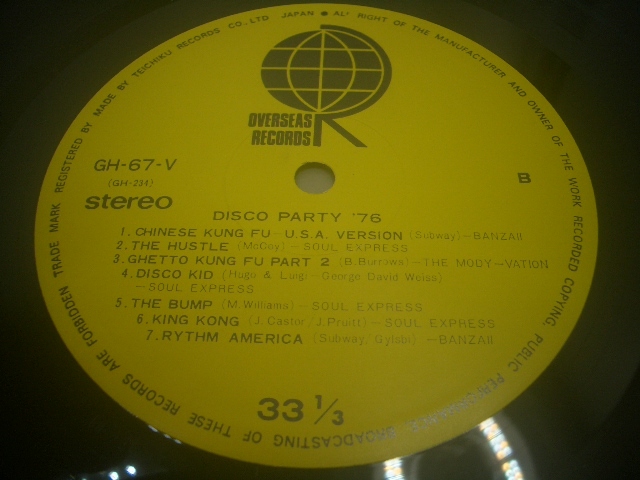 MADE BY TEICHIKU RECORDS CO., LTD JAPAN ● ALL RIGHT OF THE MANUFACTURER AND OWNER OF THE WORK RECORDED COPYING, PUBLIC PERFORMANCE, BROADCASTING OF THESE RECORDS ARE FORBIDDEN TRADE MARK REGISTERED BY
OVERSEAS
RECORDS
GH-67-V
(GH-234)
stereo
B
DISCO PARTY '76
1. CHINESE KUNG FU—U.S.A. VERSION (Subway)—BANZAII
2. THE HUSTLE (McCoy)—SOUL EXPRESS
3. GHETTO KUNG FU PART 2 (B. Burrows)—THE MODY-VATION
4. DISCO KID (Hugo & Luigi—George David Weiss)
—SOUL EXPRESS
5. THE BUMP (M. Williams)—SOUL EXPRESS
6. KING KONG (J. Castor/J. Pruitt)—SOUL EXPRESS
7. RYTHM AMERICA (Subway, Gylsbi)—BANZAII
33 1/3